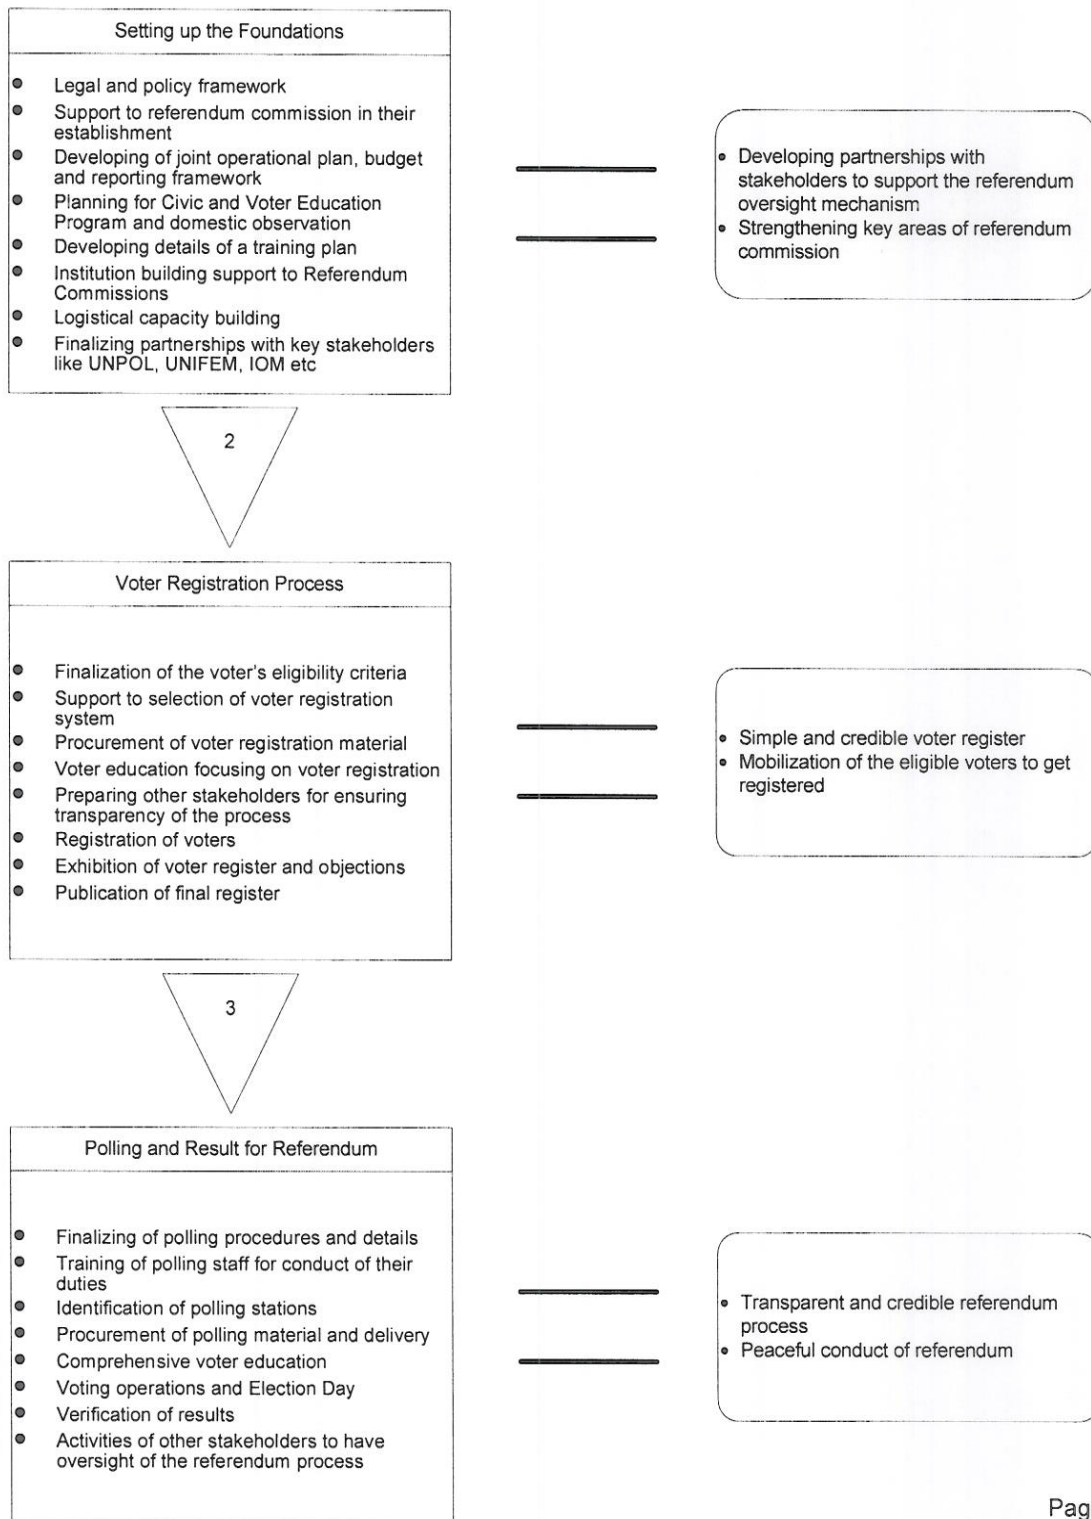 Setting up the Foundations
• Legal and policy framework
• Support to referendum commission in their
establishment
• Developing of joint operational plan, budget
and reporting framework
• Planning for Civic and Voter Education
Program and domestic observation
• Developing details of a training plan
• Institution building support to Referendum
Commissions
• Logistical capacity building
• Finalizing partnerships with key stakeholders
like UNPOL, UNIFEM, IOM etc
• Developing partnerships with
stakeholders to support the referendum
oversight mechanism
• Strengthening key areas of referendum
commission
2
Voter Registration Process
• Finalization of the voter's eligibility criteria
• Support to selection of voter registration
system
• Procurement of voter registration material
• Voter education focusing on voter registration
• Preparing other stakeholders for ensuring
transparency of the process
• Registration of voters
• Exhibition of voter register and objections
• Publication of final register
• Simple and credible voter register
• Mobilization of the eligible voters to get
registered
3
Polling and Result for Referendum
• Finalizing of polling procedures and details
• Training of polling staff for conduct of their
duties
• Identification of polling stations
• Procurement of polling material and delivery
• Comprehensive voter education
• Voting operations and Election Day
• Verification of results
• Activities of other stakeholders to have
oversight of the referendum process
• Transparent and credible referendum
process
• Peaceful conduct of referendum
Pag